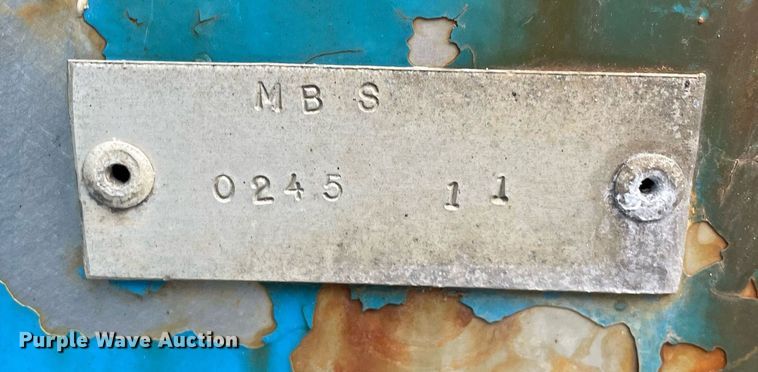 MBS
0245 11
Purple Wave Auction